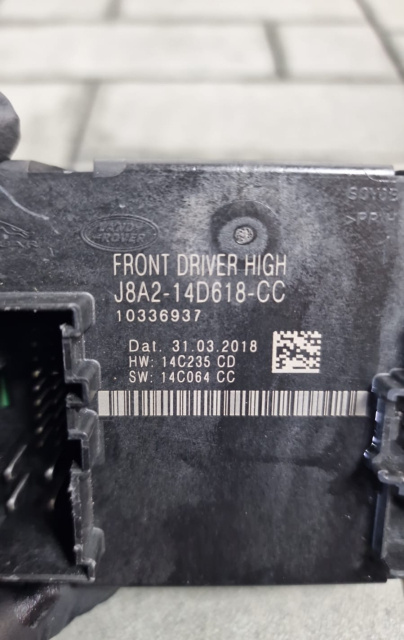 LAND-
ROVER
FRONT DRIVER HIGH
J8A2-14D618-CC
10336937
Dat. 31.03.2018
HW: 14C235 CD
SW: 14C064 CC